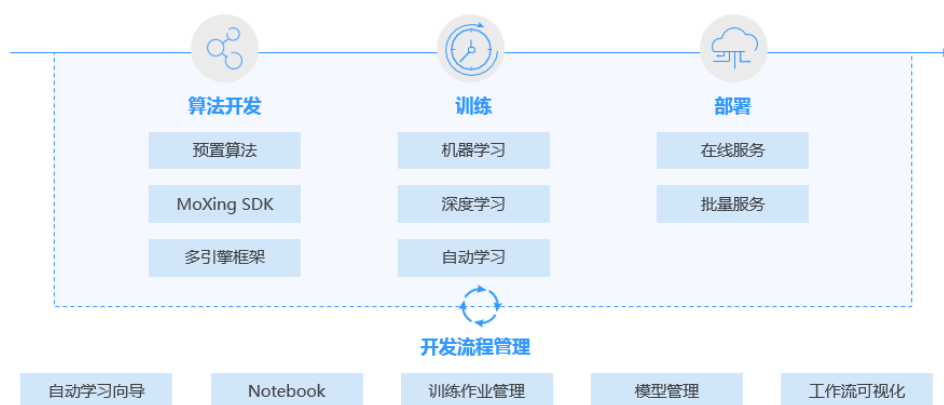 算法开发
训练
部署
预置算法
机器学习
在线服务
MoXing SDK
深度学习
批量服务
多引擎框架
自动学习
开发流程管理
自动学习向导
Notebook
训练作业管理
模型管理
工作流可视化